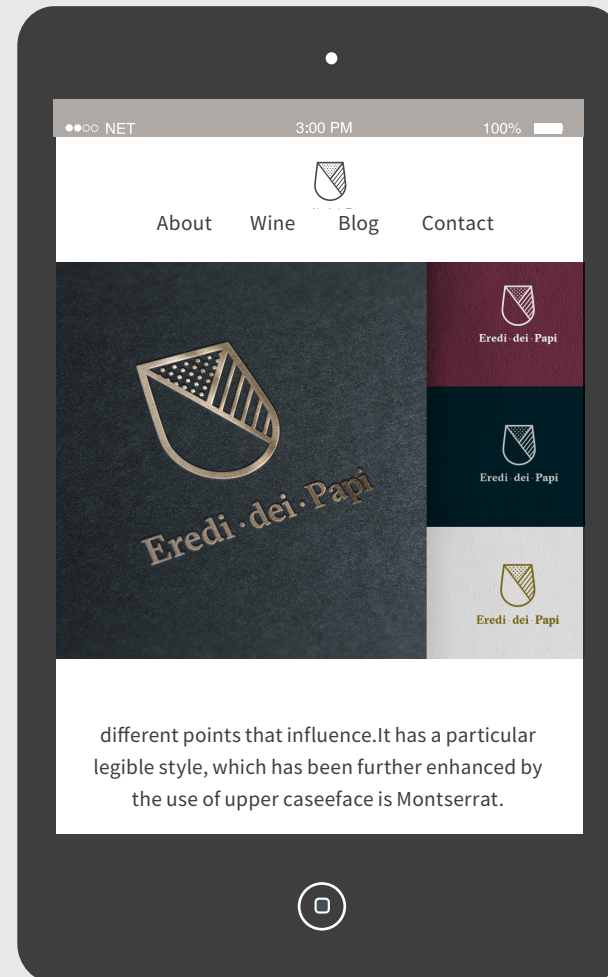 NET 3:00 PM 100%
About Wine Blog Contact
Eredi·dei·Papi
Eredi·dei·Papi
Eredi·dei·Papi
Eredi·dei·Papi
different points that influence.It has a particular
legible style, which has been further enhanced by
the use of upper caseeface is Montserrat.